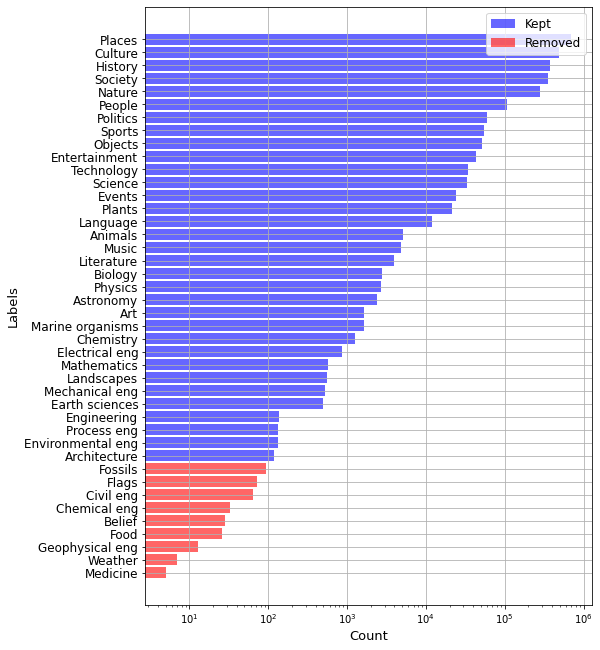 Kept
Removed
Places
Culture
History
Society
Nature
People
Politics
Sports
Objects
Entertainment
Technology
Science
Events
Plants
Language
Animals
Music
Literature
Biology
Physics
Astronomy
Art
Marine organisms
Chemistry
Electrical eng
Mathematics
Landscapes
Mechanical eng
Earth sciences
Engineering
Process eng
Environmental eng
Architecture
Fossils
Flags
Civil eng
Chemical eng
Belief
Food
Geophysical eng
Weather
Medicine
Labels
10¹ 10² 10³ 10⁴ 10⁵ 10⁶
Count